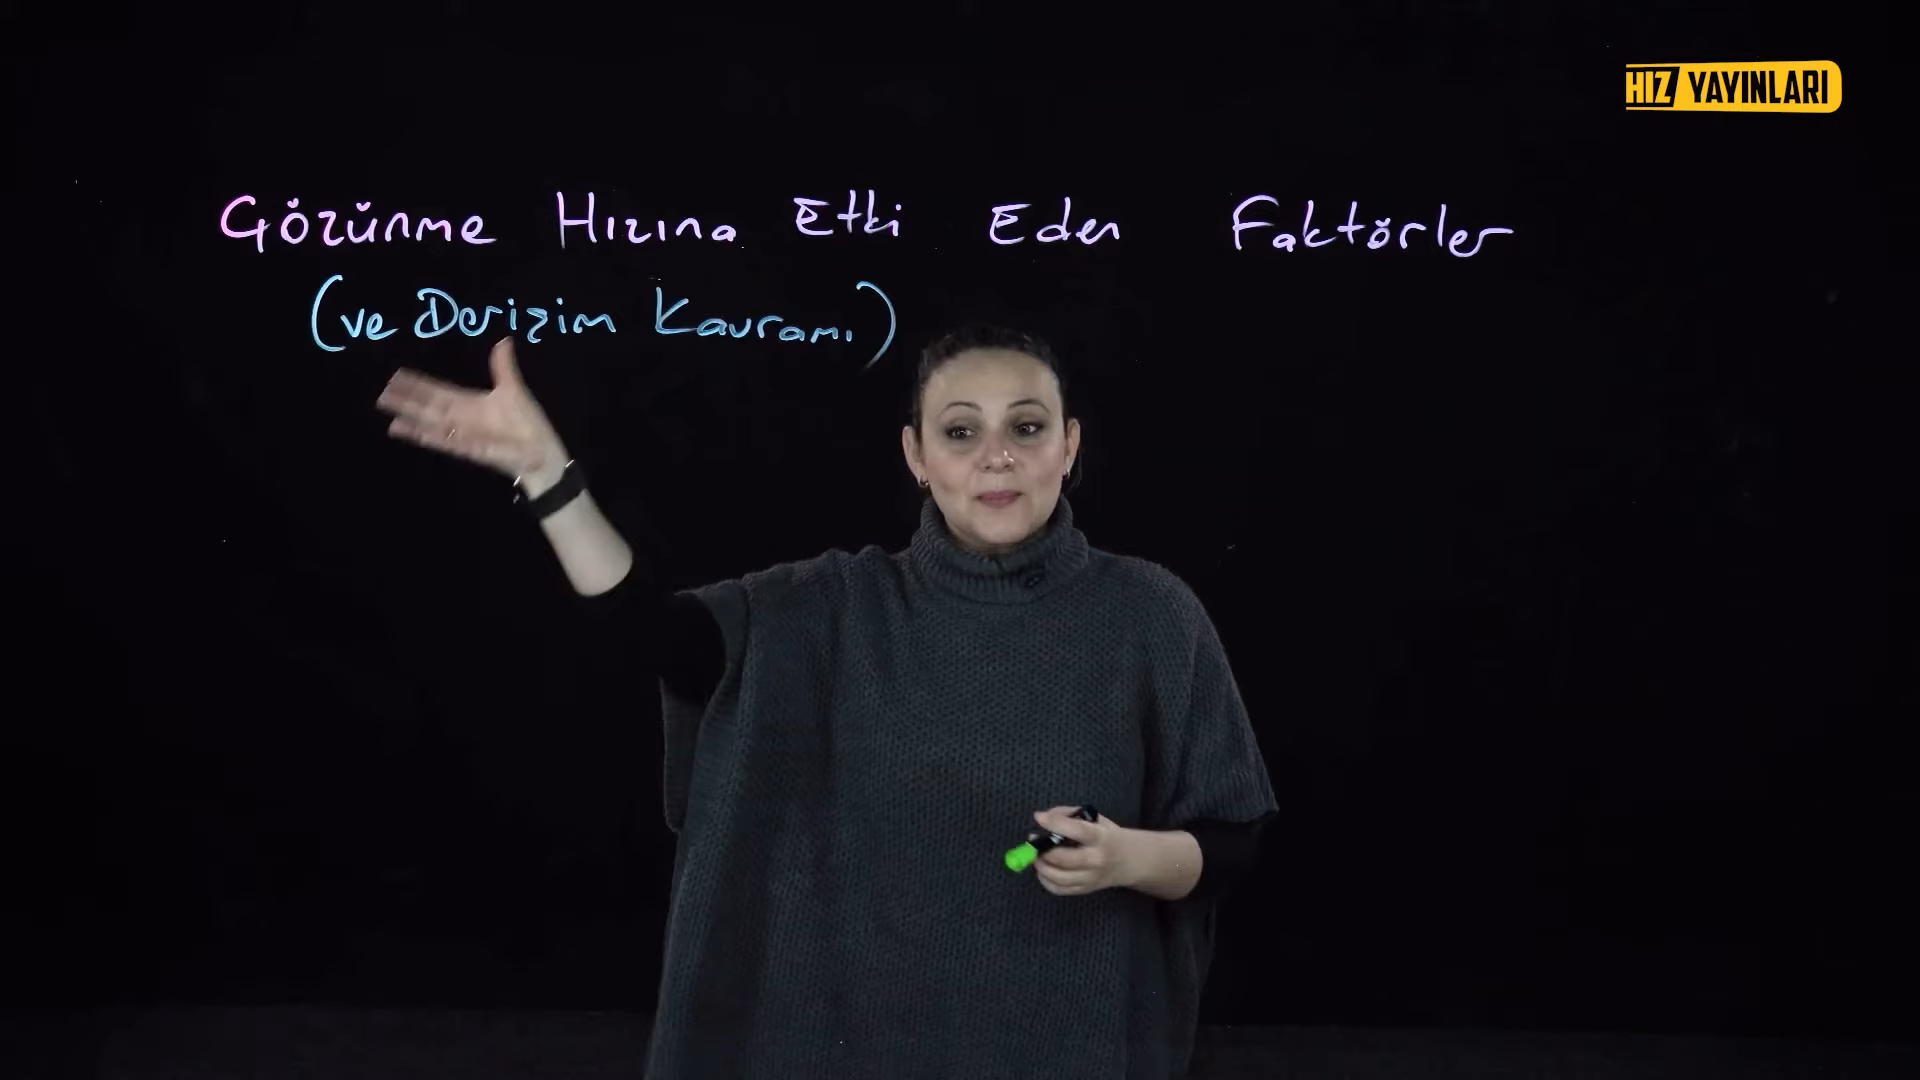 HIZ YAYINLARI
Çözünme Hızına Etki Eden Faktörler
(ve Derişim Kavramı)